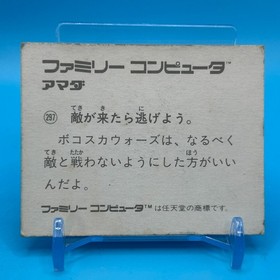 ファミリー コンピュータ™
アマダ
297 敵が来たら逃げよう。
ボコスカウォーズは、なるべく
敵と戦わないようにした方がいい
んだよ。
ファミリー コンピュータ™は任天堂の商標です。